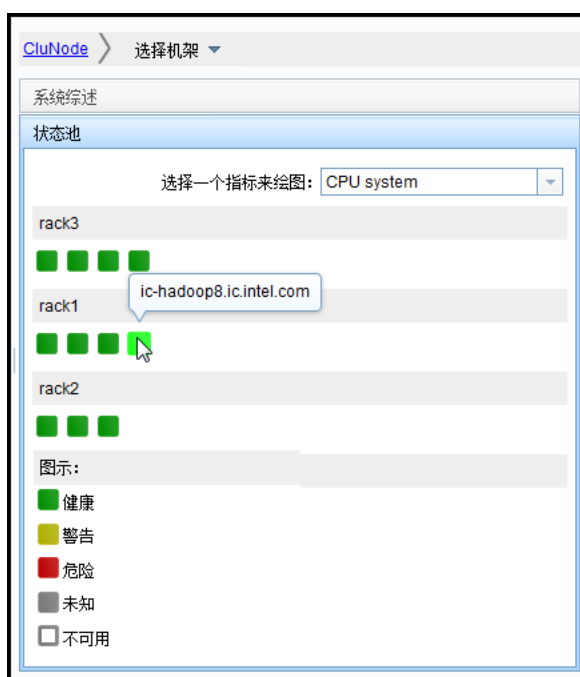 CluNode 选择机架
系统综述
状态池
选择一个指标来绘图： CPU system
rack3
ic-hadoop8.ic.intel.com
rack1
rack2
图示：
健康
警告
危险
未知
不可用